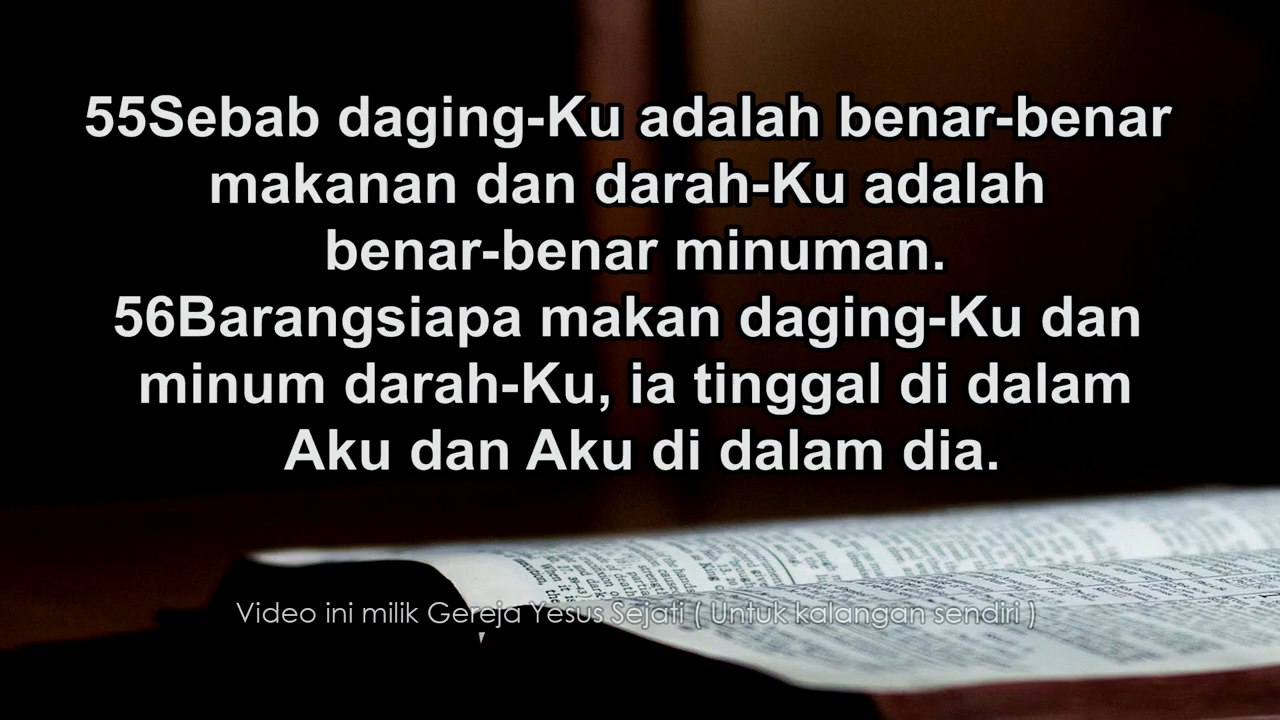 55Sebab daging-Ku adalah benar-benar
makanan dan darah-Ku adalah
benar-benar minuman.
56Barangsiapa makan daging-Ku dan
minum darah-Ku, ia tinggal di dalam
Aku dan Aku di dalam dia.
Video ini milik Gereja Yesus Sejati ( Untuk kalangan sendiri )